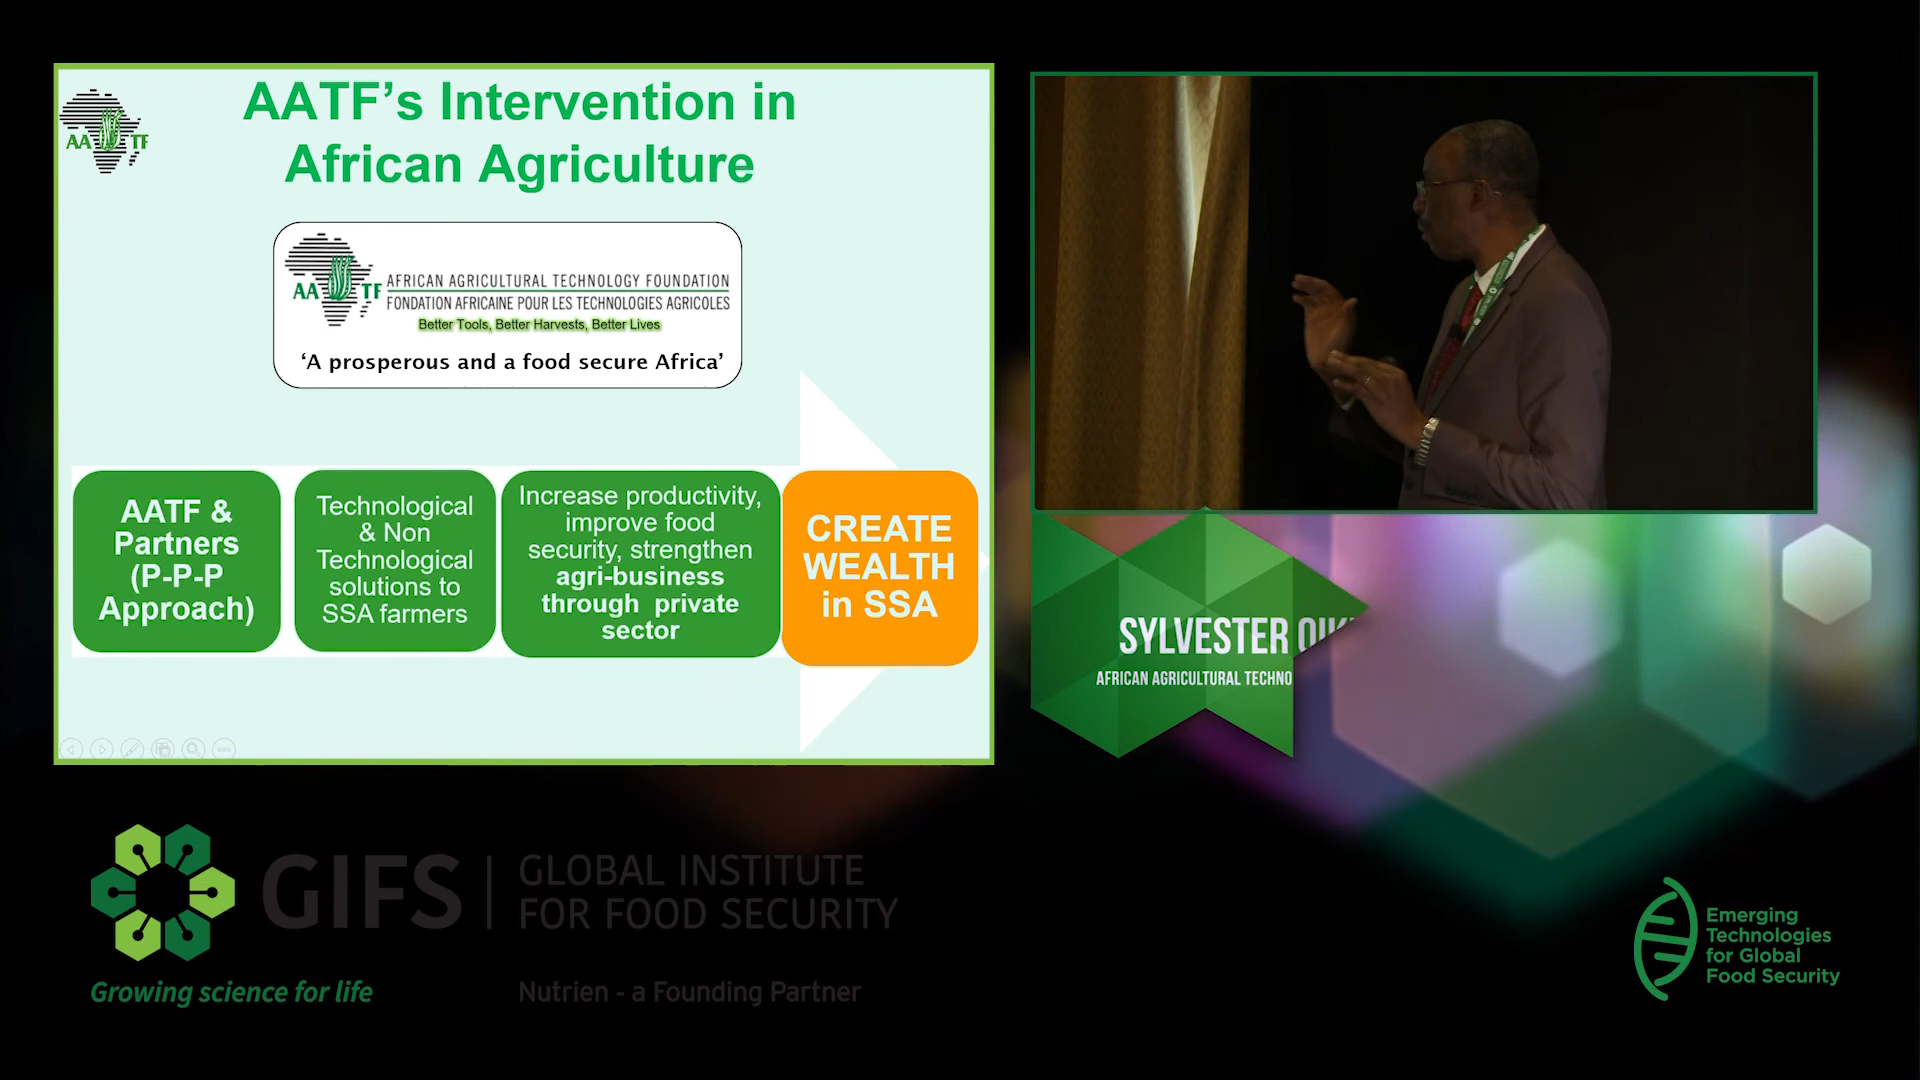 AATF's Intervention in
African Agriculture
AATF
AATF
AFRICAN AGRICULTURAL TECHNOLOGY FOUNDATION
FONDATION AFRICAINE POUR LES TECHNOLOGIES AGRICOLES
Better Tools, Better Harvests, Better Lives
‘A prosperous and a food secure Africa’
AATF &
Partners
(P-P-P
Approach)
Technological
& Non
Technological
solutions to
SSA farmers
Increase productivity,
improve food
security, strengthen
agri-business
through private
sector
CREATE
WEALTH
in SSA
SYLVESTER
AFRICAN AGRICULTURAL TECHNO
GIFS
GLOBAL INSTITUTE
FOR FOOD SECURITY
Growing science for life
Nutrien - a Founding Partner
Emerging
Technologies
for Global
Food Security